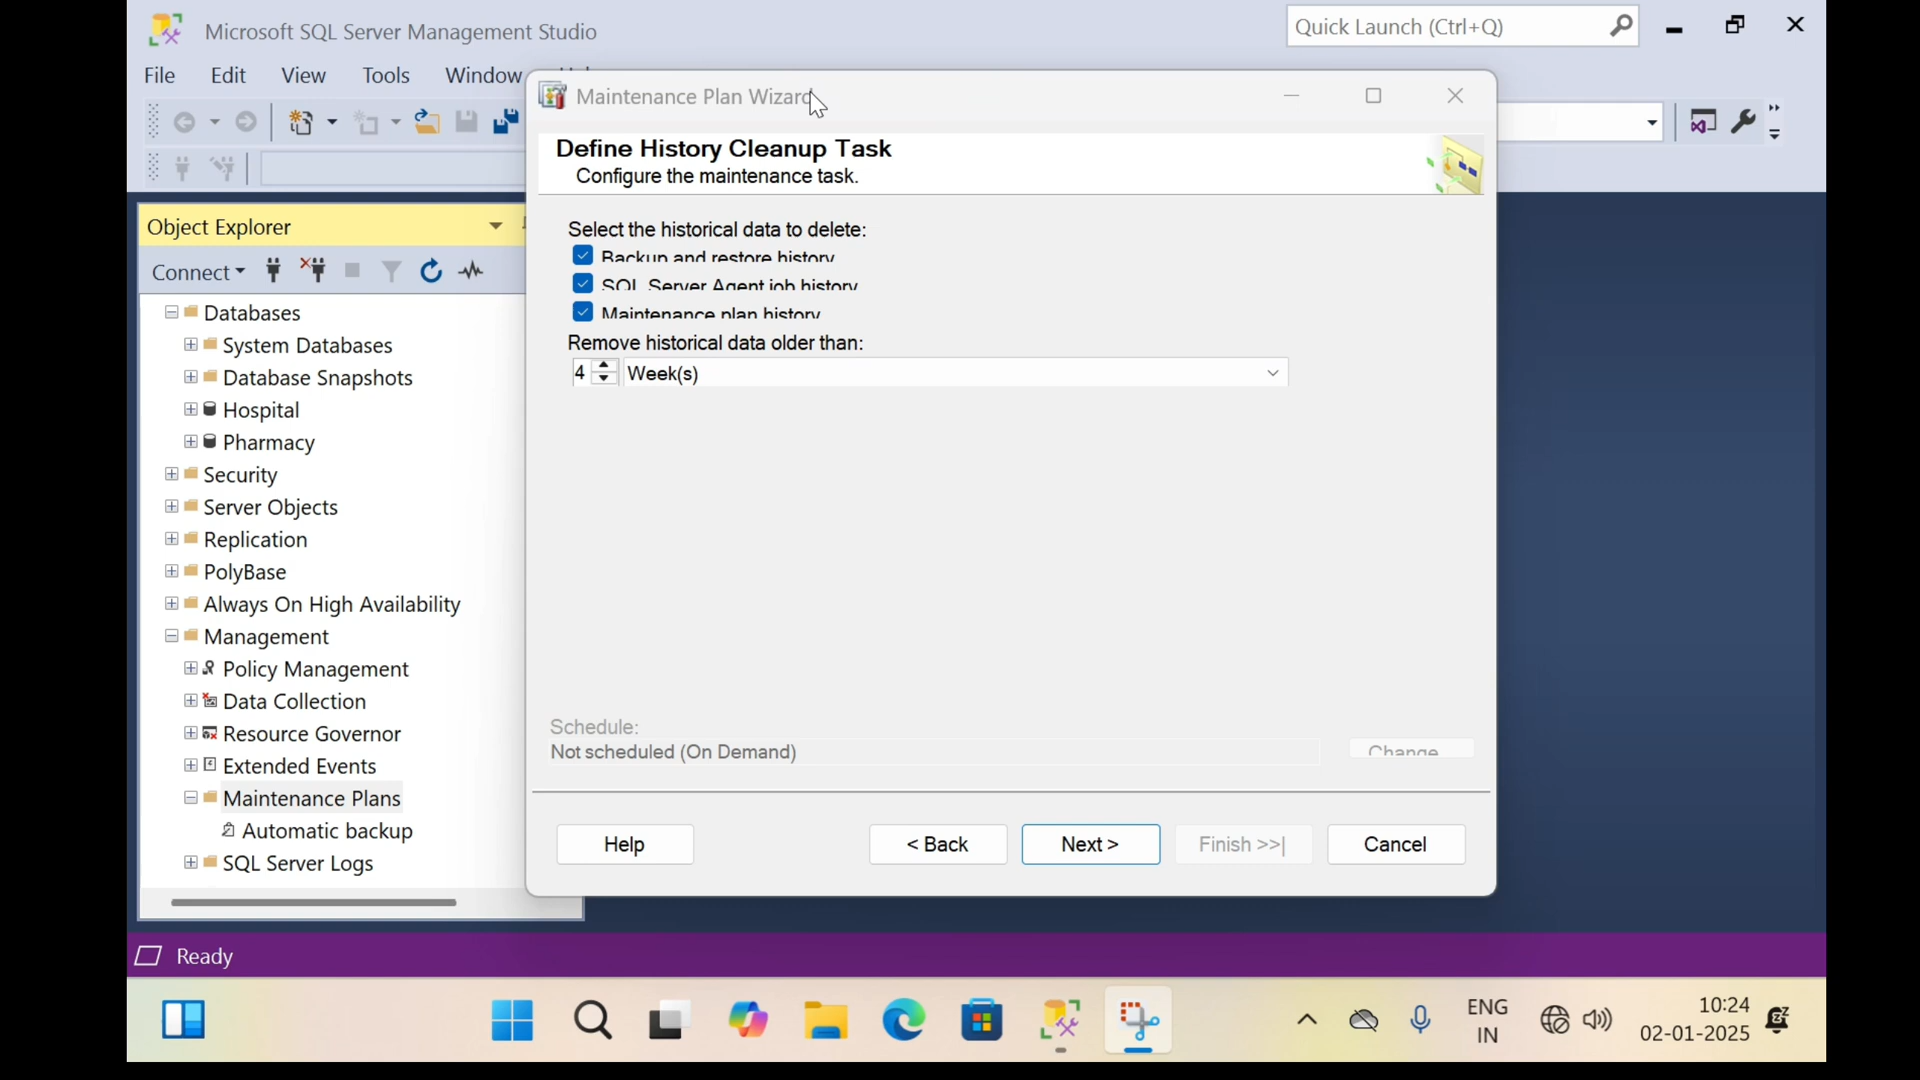 Microsoft SQL Server Management Studio
Quick Launch (Ctrl+Q)
File Edit View Tools Window
Maintenance Plan Wizard
Define History Cleanup Task
Configure the maintenance task.
Object Explorer
Connect
Databases
System Databases
Database Snapshots
Hospital
Pharmacy
Security
Server Objects
Replication
PolyBase
Always On High Availability
Management
Policy Management
Data Collection
Resource Governor
Extended Events
Maintenance Plans
Automatic backup
SQL Server Logs
Select the historical data to delete:
Backup and restore history
SQL Server Agent job history
Maintenance plan history
Remove historical data older than:
4 Week(s)
Schedule:
Not scheduled (On Demand)
Change
Help
< Back
Next >
Finish >>|
Cancel
Ready
ENG
IN
10:24
02-01-2025